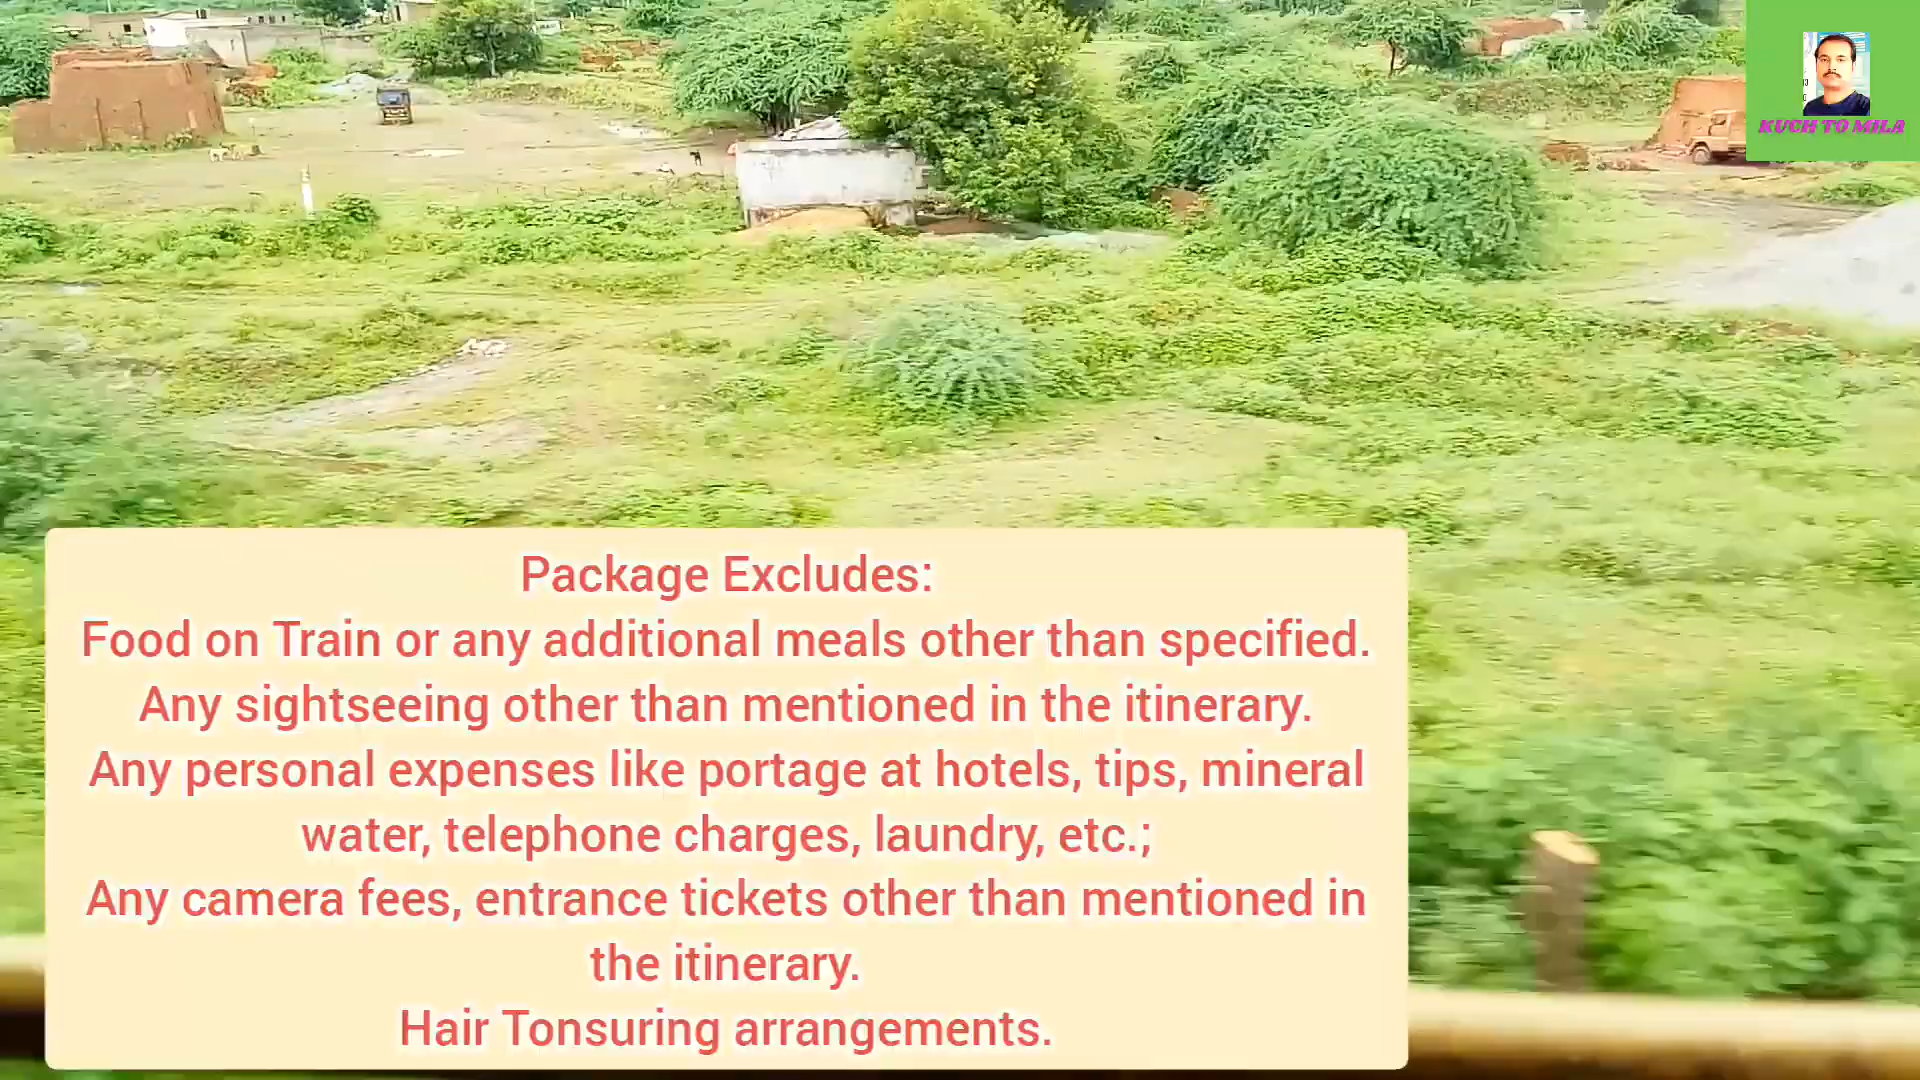 KUCH TO MILA
Package Excludes:
Food on Train or any additional meals other than specified.
Any sightseeing other than mentioned in the itinerary.
Any personal expenses like portage at hotels, tips, mineral
water, telephone charges, laundry, etc.;
Any camera fees, entrance tickets other than mentioned in
the itinerary.
Hair Tonsuring arrangements.